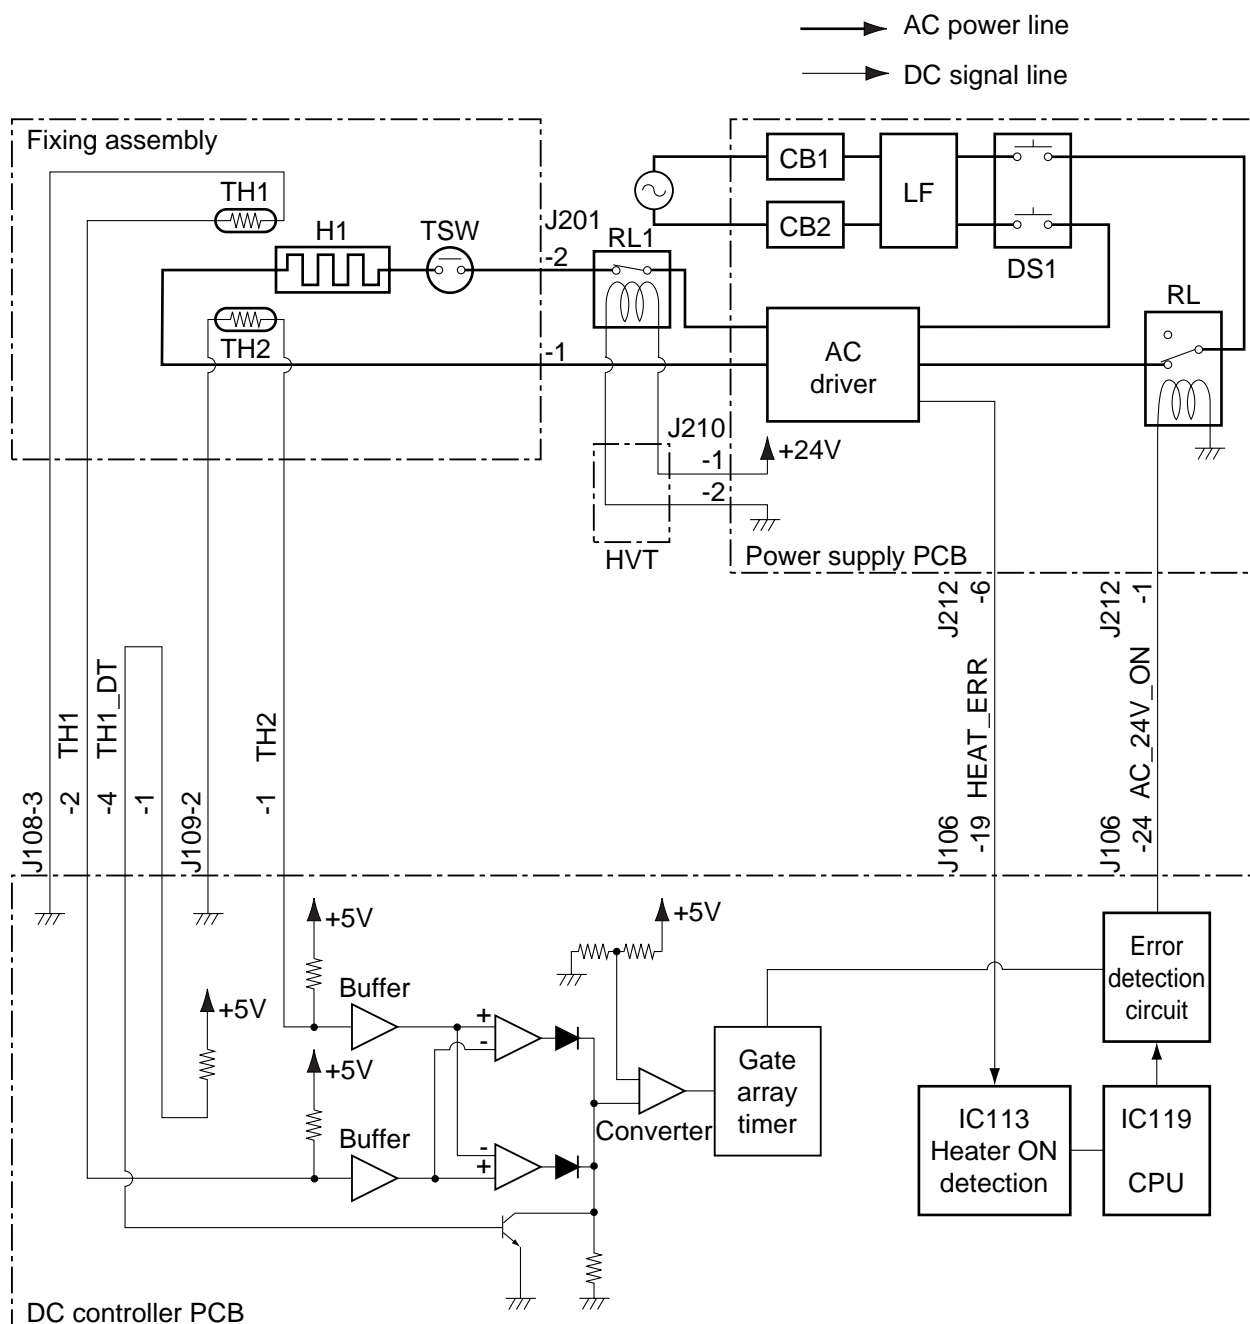 AC power line
DC signal line
Fixing assembly
TH1
H1
TSW
TH2
J201
-2
-1
RL1
CB1
CB2
LF
DS1
RL
AC
driver
J210
-1
-2
+24V
HVT
Power supply PCB
J212
-6
J212
-1
HEAT_ERR
AC_24V_ON
J106
-19
J106
-24
TH1
TH1_DT
TH2
J108-3
-2
-4
-1
J109-2
-1
+5V
+5V
+5V
+5V
Buffer
Buffer
+
-
-
+
Converter
Gate
array
timer
Error
detection
circuit
IC113
Heater ON
detection
IC119
CPU
DC controller PCB